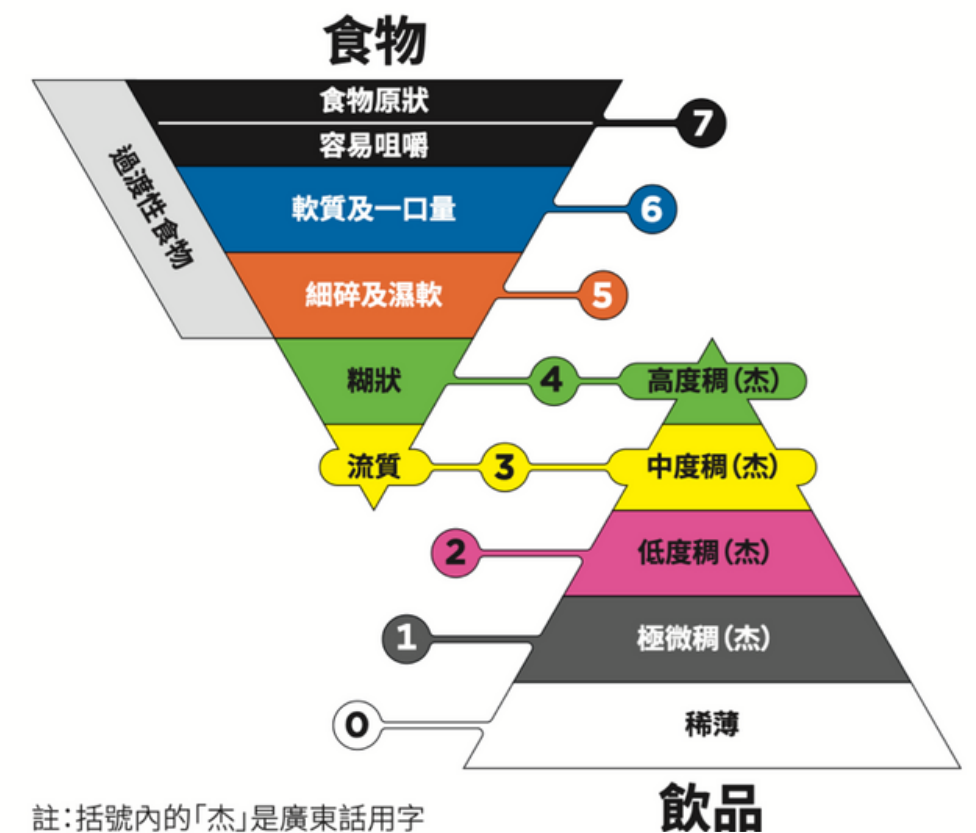 食物
食物原狀
7
容易咀嚼
過渡性食物
軟質及一口量
6
細碎及濕軟
5
糊狀
4
高度稠(杰)
流質
3
中度稠(杰)
2
低度稠(杰)
1
極微稠(杰)
0
稀薄
飲品
註:括號內的「杰」是廣東話用字